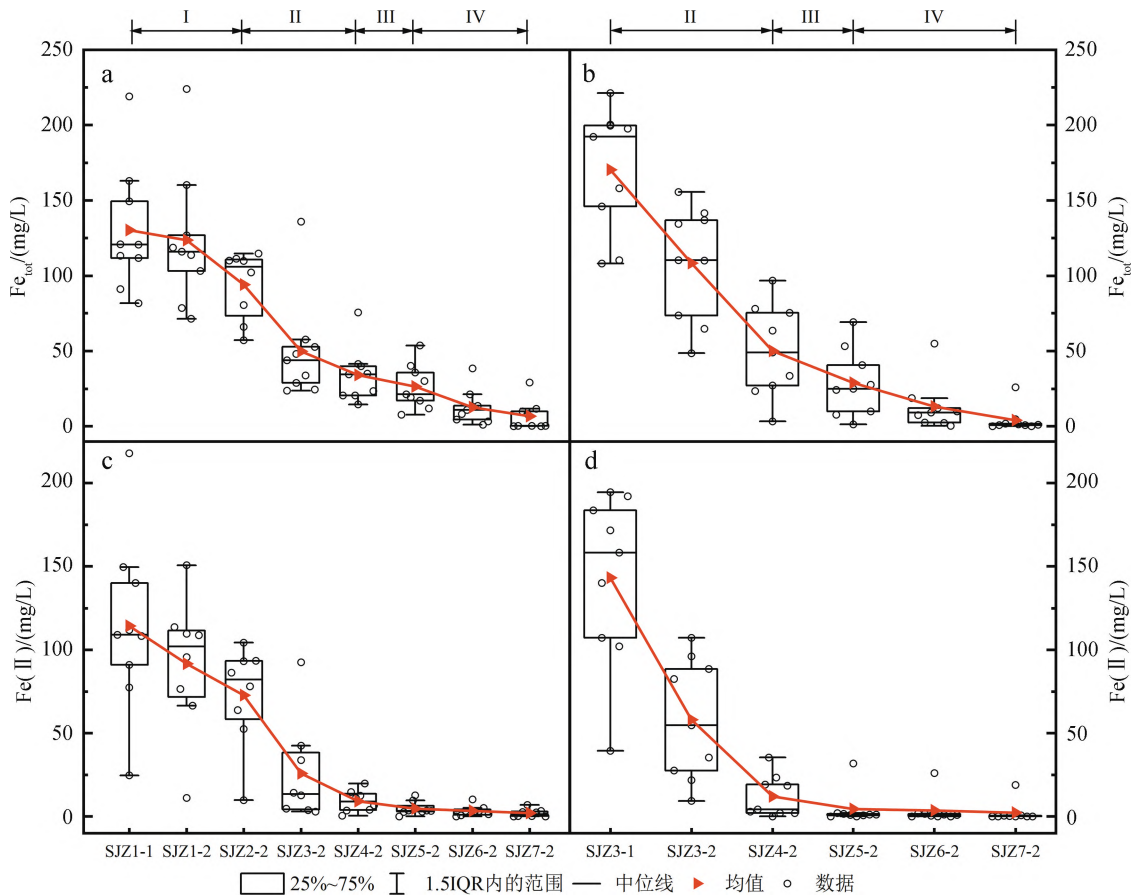 I II III IV II III IV
250 a b 250
200 200
150 150
100 100
50 50
0 0
Fetot/(mg/L) Fetot/(mg/L)
c d
200 200
150 150
100 100
50 50
0 0
Fe(Ⅱ)/(mg/L) Fe(Ⅱ)/(mg/L)
SJZ1-1 SJZ1-2 SJZ2-2 SJZ3-2 SJZ4-2 SJZ5-2 SJZ6-2 SJZ7-2 SJZ3-1 SJZ3-2 SJZ4-2 SJZ5-2 SJZ6-2 SJZ7-2
25%~75% 1.5IQR内的范围 中位线 均值 数据